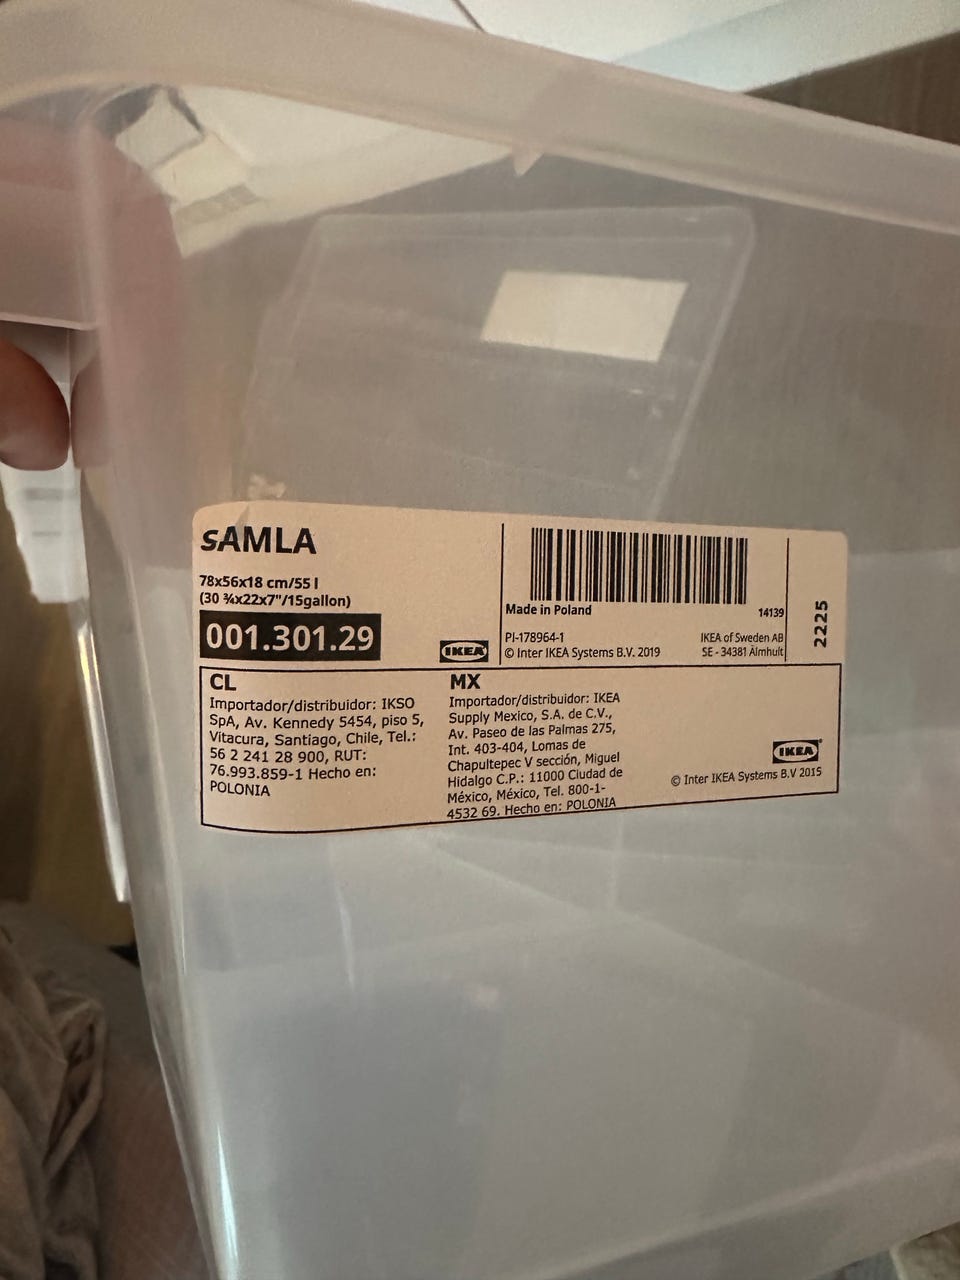 SAMLA
78x56x18 cm/55 l
(30 ¾x22x7"/15gallon)
001.301.29
IKEA
Made in Poland
14139
PI-178964-1
IKEA of Sweden AB
© Inter IKEA Systems B.V. 2019
SE - 34381 Älmhult
2225
CL
Importador/distribuidor: IKSO
SpA, Av. Kennedy 5454, piso 5,
Vitacura, Santiago, Chile, Tel.:
56 2 241 28 900, RUT:
76.993.859-1 Hecho en:
POLONIA
MX
Importador/distribuidor: IKEA
Supply Mexico, S.A. de C.V.,
Av. Paseo de las Palmas 275,
Int. 403-404, Lomas de
Chapultepec V sección, Miguel
Hidalgo C.P.: 11000 Ciudad de
México, México, Tel. 800-1-
4532 69. Hecho en: POLONIA
IKEA
© Inter IKEA Systems B.V 2015